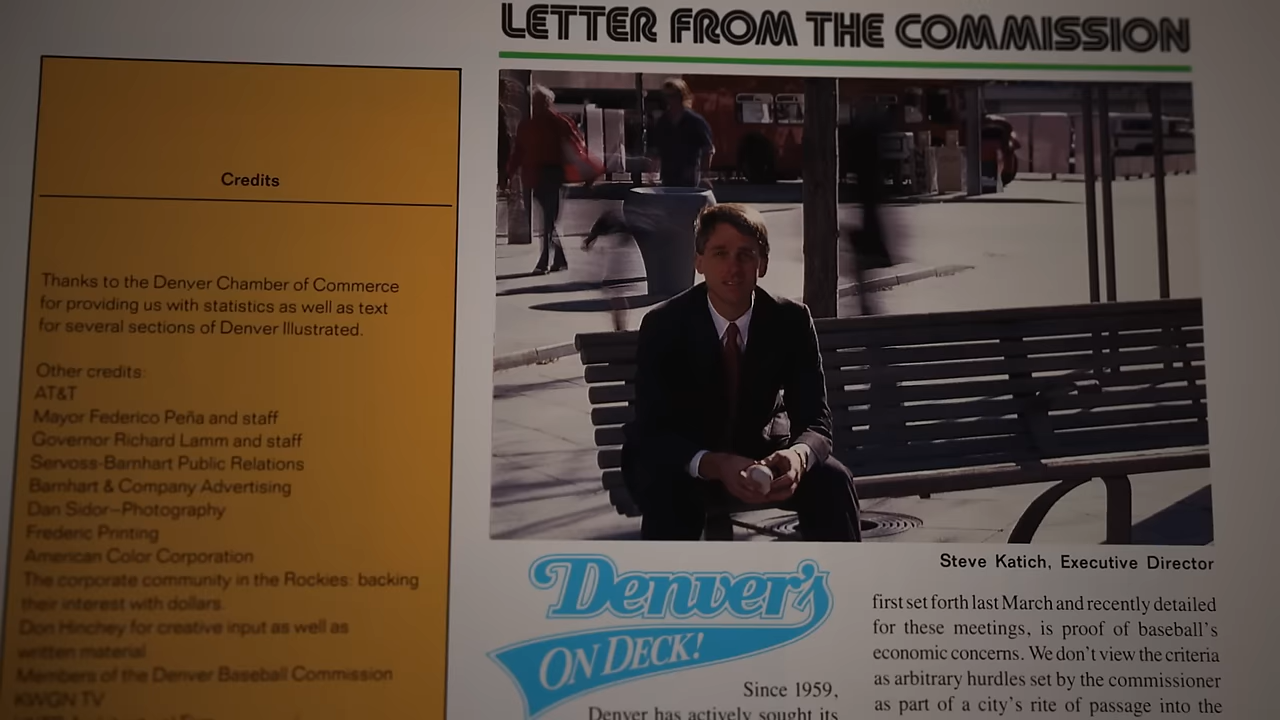 LETTER FROM THE COMMISSION
Credits
Thanks to the Denver Chamber of Commerce
for providing us with statistics as well as text
for several sections of Denver Illustrated.
Other credits:
AT&T
Mayor Federico Peña and staff
Governor Richard Lamm and staff
Servoss-Barnhart Public Relations
Barnhart & Company Advertising
Dan Sidor–Photography
Frederic Printing
American Color Corporation
The corporate community in the Rockies: backing
their interest with dollars.
Don Hinchey for creative input as well as
written material
Members of the Denver Baseball Commission
KWGN TV
Steve Katich, Executive Director
Denver's
ON DECK!
Since 1959,
Denver has actively sought its
first set forth last March and recently detailed
for these meetings, is proof of baseball's
economic concerns. We don't view the criteria
as arbitrary hurdles set by the commissioner
as part of a city's rite of passage into the